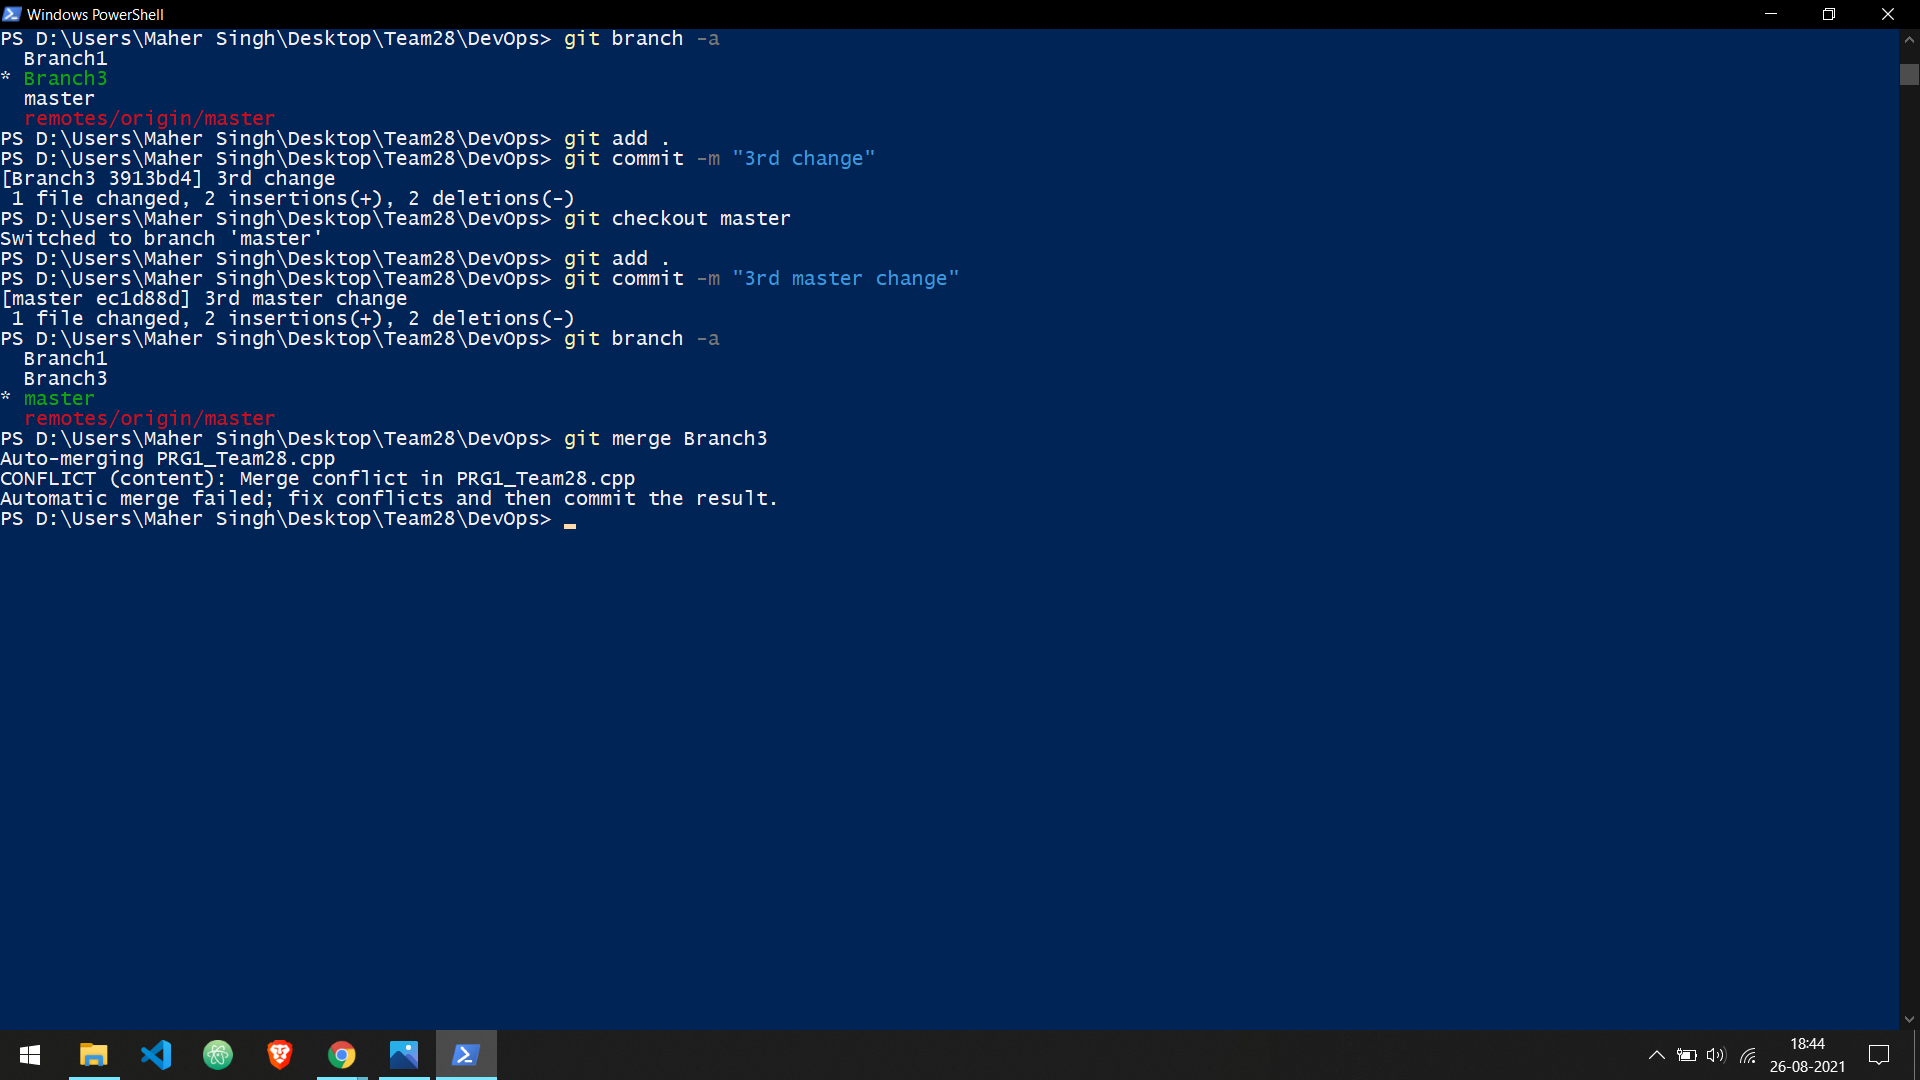 Windows PowerShell
PS D:\Users\Maher Singh\Desktop\Team28\DevOps> git branch -a
  Branch1
* Branch3
  master
  remotes/origin/master
PS D:\Users\Maher Singh\Desktop\Team28\DevOps> git add .
PS D:\Users\Maher Singh\Desktop\Team28\DevOps> git commit -m "3rd change"
[Branch3 3913bd4] 3rd change
 1 file changed, 2 insertions(+), 2 deletions(-)
PS D:\Users\Maher Singh\Desktop\Team28\DevOps> git checkout master
Switched to branch 'master'
PS D:\Users\Maher Singh\Desktop\Team28\DevOps> git add .
PS D:\Users\Maher Singh\Desktop\Team28\DevOps> git commit -m "3rd master change"
[master ec1d88d] 3rd master change
 1 file changed, 2 insertions(+), 2 deletions(-)
PS D:\Users\Maher Singh\Desktop\Team28\DevOps> git branch -a
  Branch1
  Branch3
* master
  remotes/origin/master
PS D:\Users\Maher Singh\Desktop\Team28\DevOps> git merge Branch3
Auto-merging PRG1_Team28.cpp
CONFLICT (content): Merge conflict in PRG1_Team28.cpp
Automatic merge failed; fix conflicts and then commit the result.
PS D:\Users\Maher Singh\Desktop\Team28\DevOps>
18:44
26-08-2021